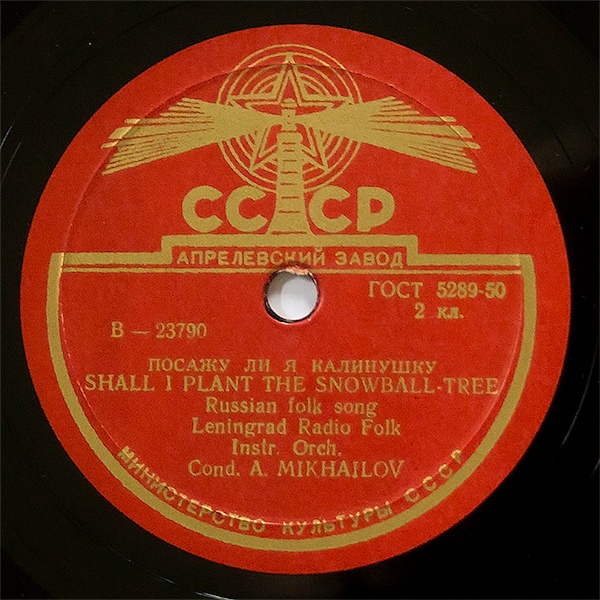 СССР
АПРЕЛЕВСКИЙ ЗАВОД
ГОСТ 5289-50
2 кл.
В — 23790
ПОСАЖУ ЛИ Я КАЛИНУШКУ
SHALL I PLANT THE SNOWBALL-TREE
Russian folk song
Leningrad Radio Folk
Instr. Orch.
Cond. A. MIKHAILOV
МИНИСТЕРСТВО КУЛЬТУРЫ СССР